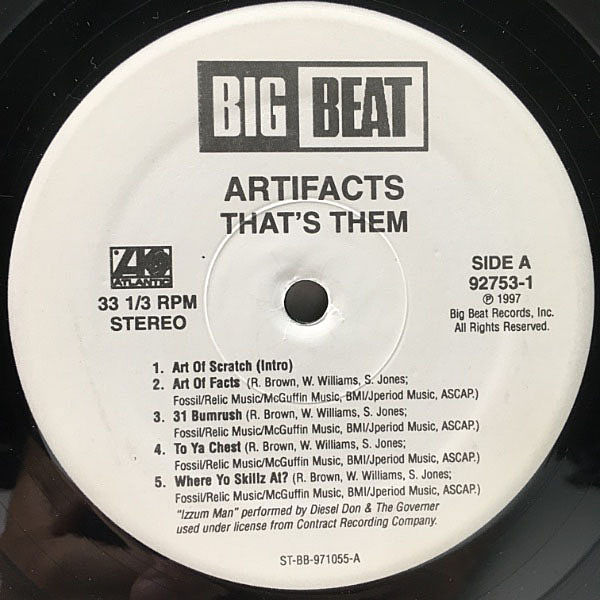 BIG BEAT
ARTIFACTS
THAT'S THEM
ATLANTIC
33 1/3 RPM
STEREO
SIDE A
92753-1
℗ 1997
Big Beat Records, Inc.
All Rights Reserved.
1. Art Of Scratch (Intro)
2. Art Of Facts (R. Brown, W. Williams, S. Jones;
Fossil/Relic Music/McGuffin Music, BMI/Jperiod Music, ASCAP.)
3. 31 Bumrush (R. Brown, W. Williams, S. Jones;
Fossil/Relic Music/McGuffin Music, BMI/Jperiod Music, ASCAP.)
4. To Ya Chest (R. Brown, W. Williams, S. Jones;
Fossil/Relic Music/McGuffin Music, BMI/Jperiod Music, ASCAP.)
5. Where Yo Skillz At? (R. Brown, W. Williams, S. Jones;
Fossil/Relic Music/McGuffin Music, BMI/Jperiod Music, ASCAP.)
"Izzum Man" performed by Diesel Don & The Governer
used under license from Contract Recording Company.
ST-BB-971055-A